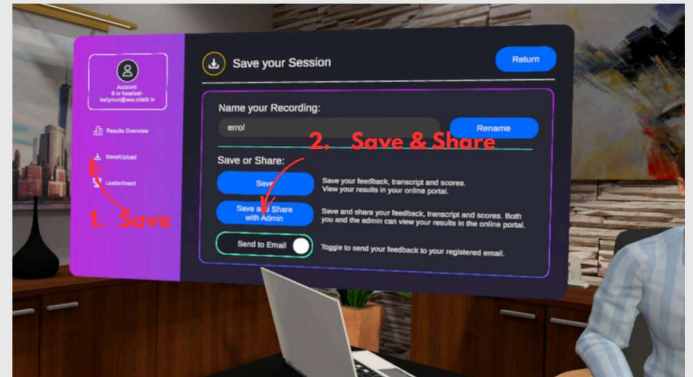 Save your Session
Return
Account
Results Overview
Save/Upload
Leaderboard
1. Save
Name your Recording:
errol
Rename
2. Save & Share
Save or Share:
Save
Save your feedback, transcript and scores.
View your results in your online portal.
Save and Share
with Admin
Save and share your feedback, transcript and scores. Both
you and the admin can view your results in the online portal.
Send to Email
Toggle to send your feedback to your registered email.